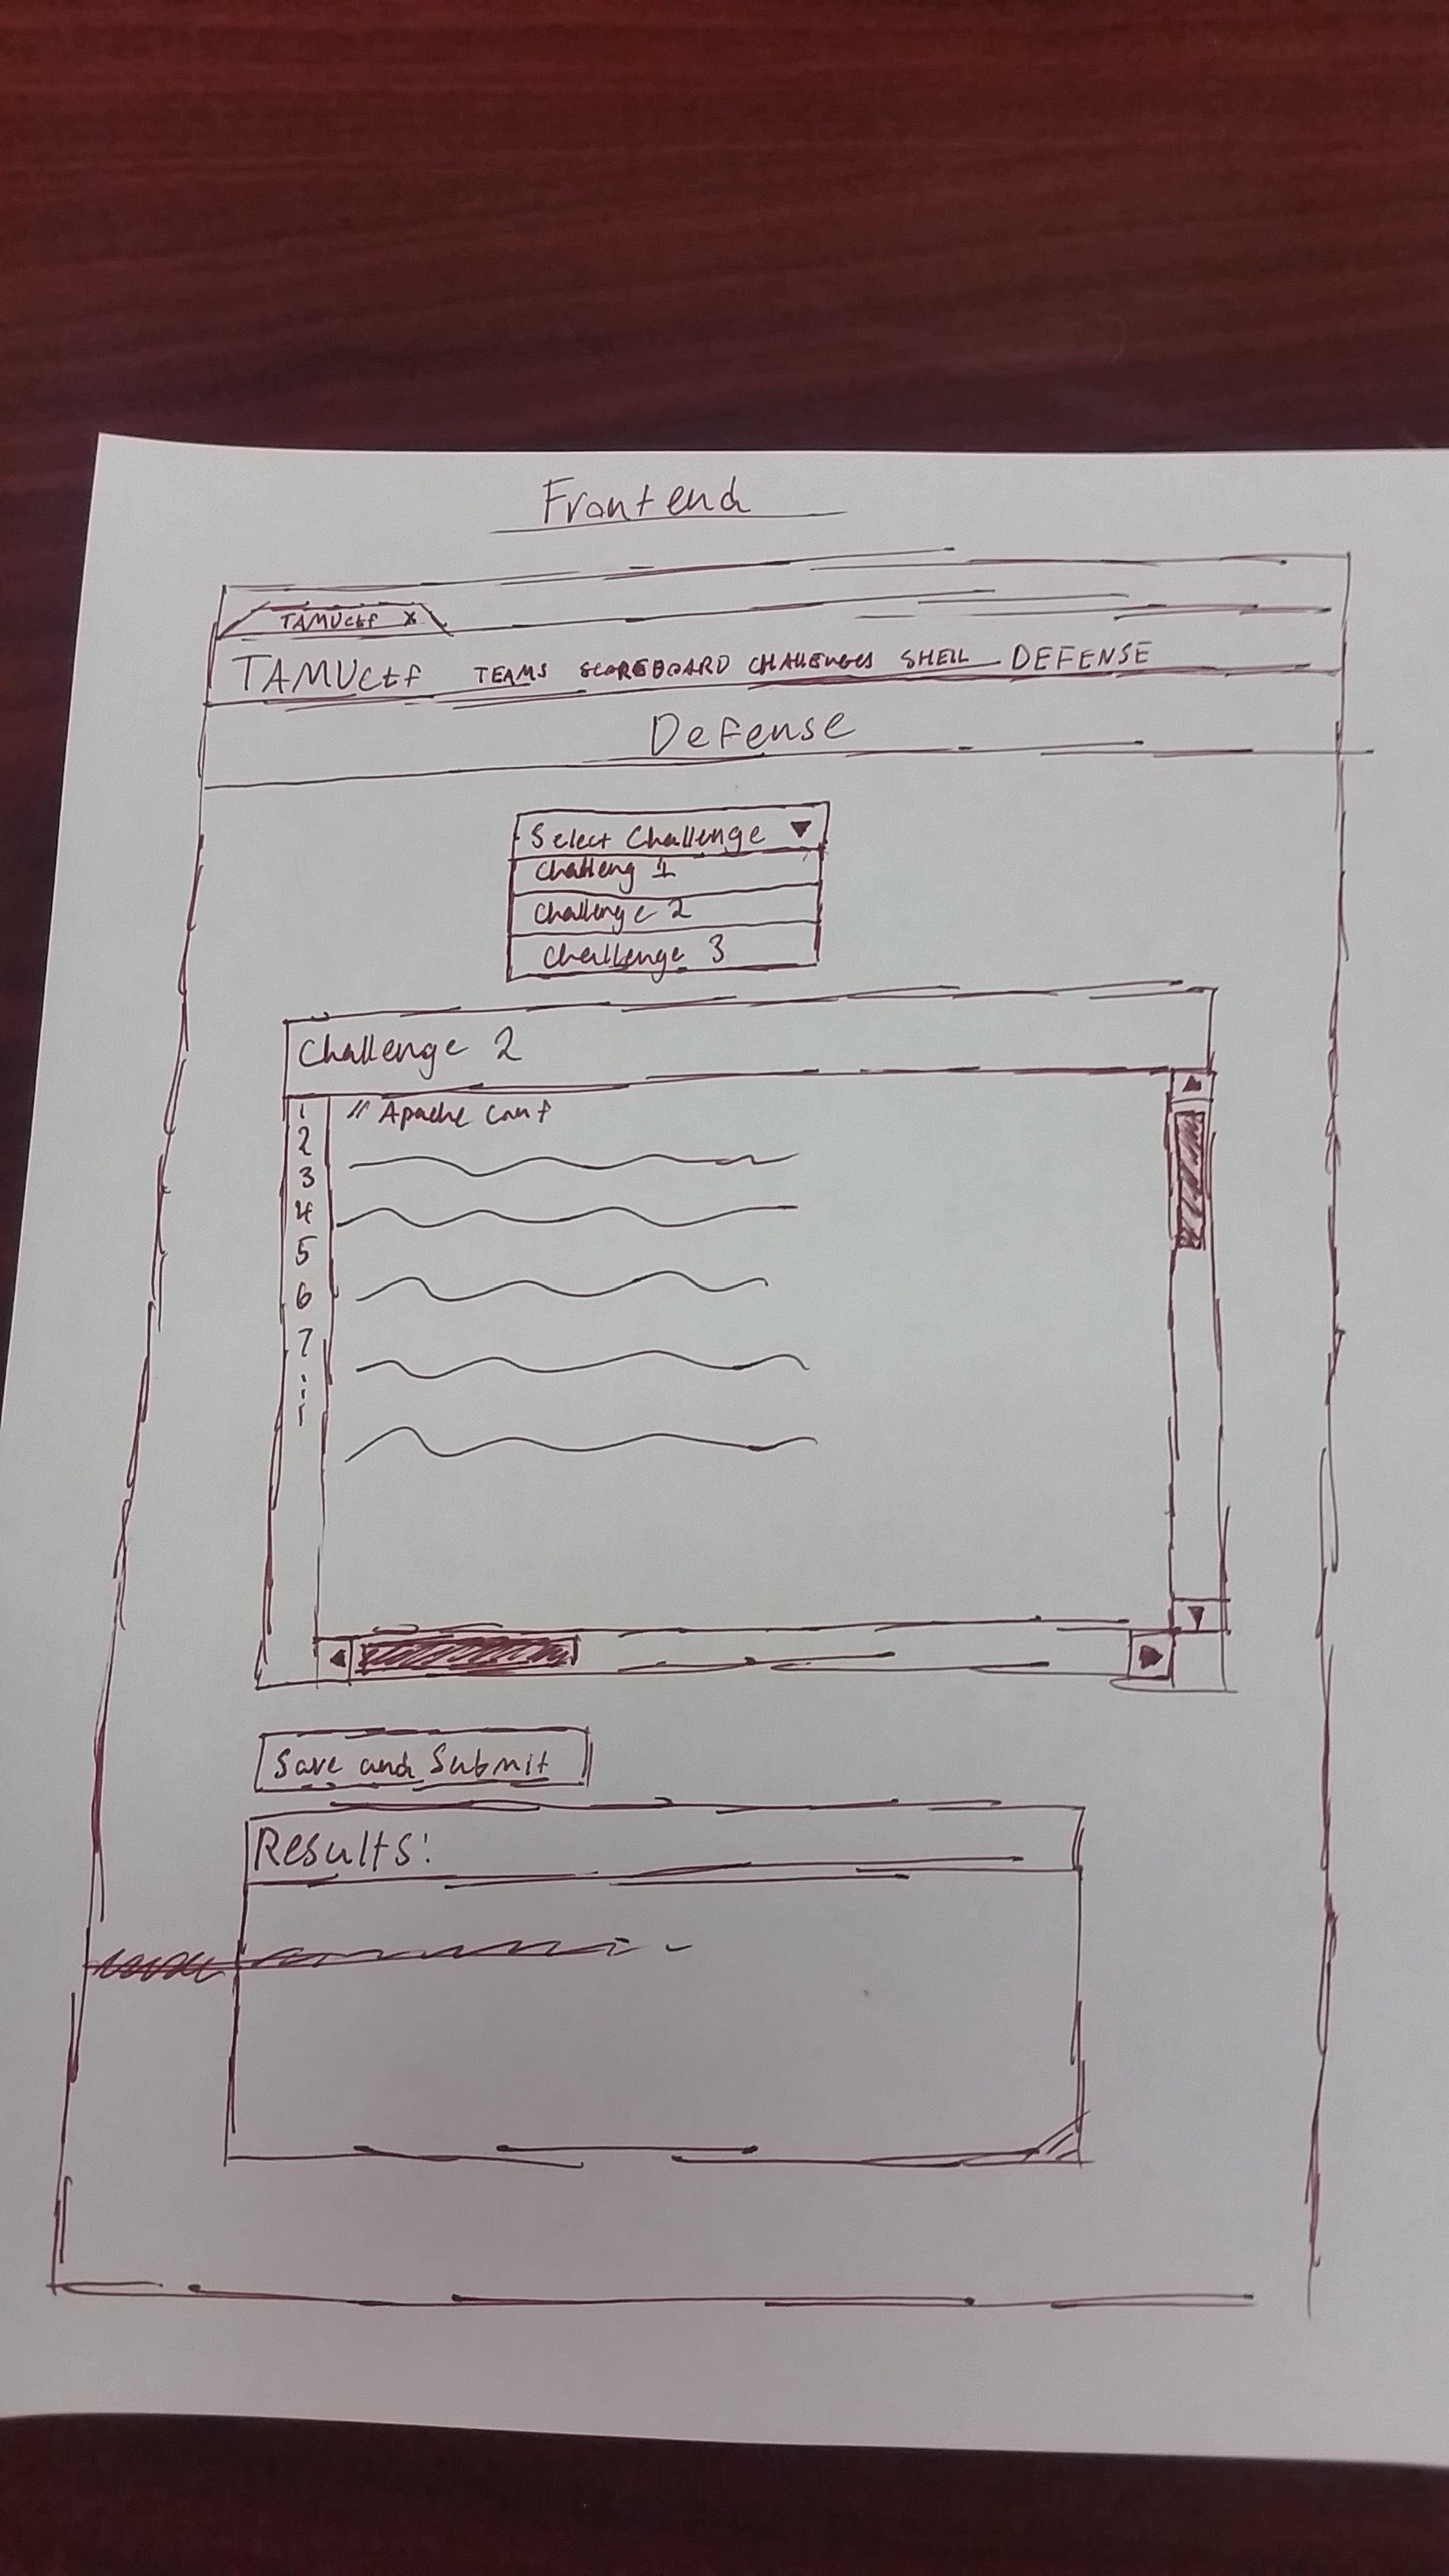 Frontend
TAMUctf x
TAMUctf TEAMS SCOREBOARD CHALLENGES SHELL DEFENSE
Defense
Select Challenge
Challeng 1
Challenge 2
Challenge 3
Challenge 2
1 // Apache conf
2
3
4
5
6
7
Save and Submit
Results: